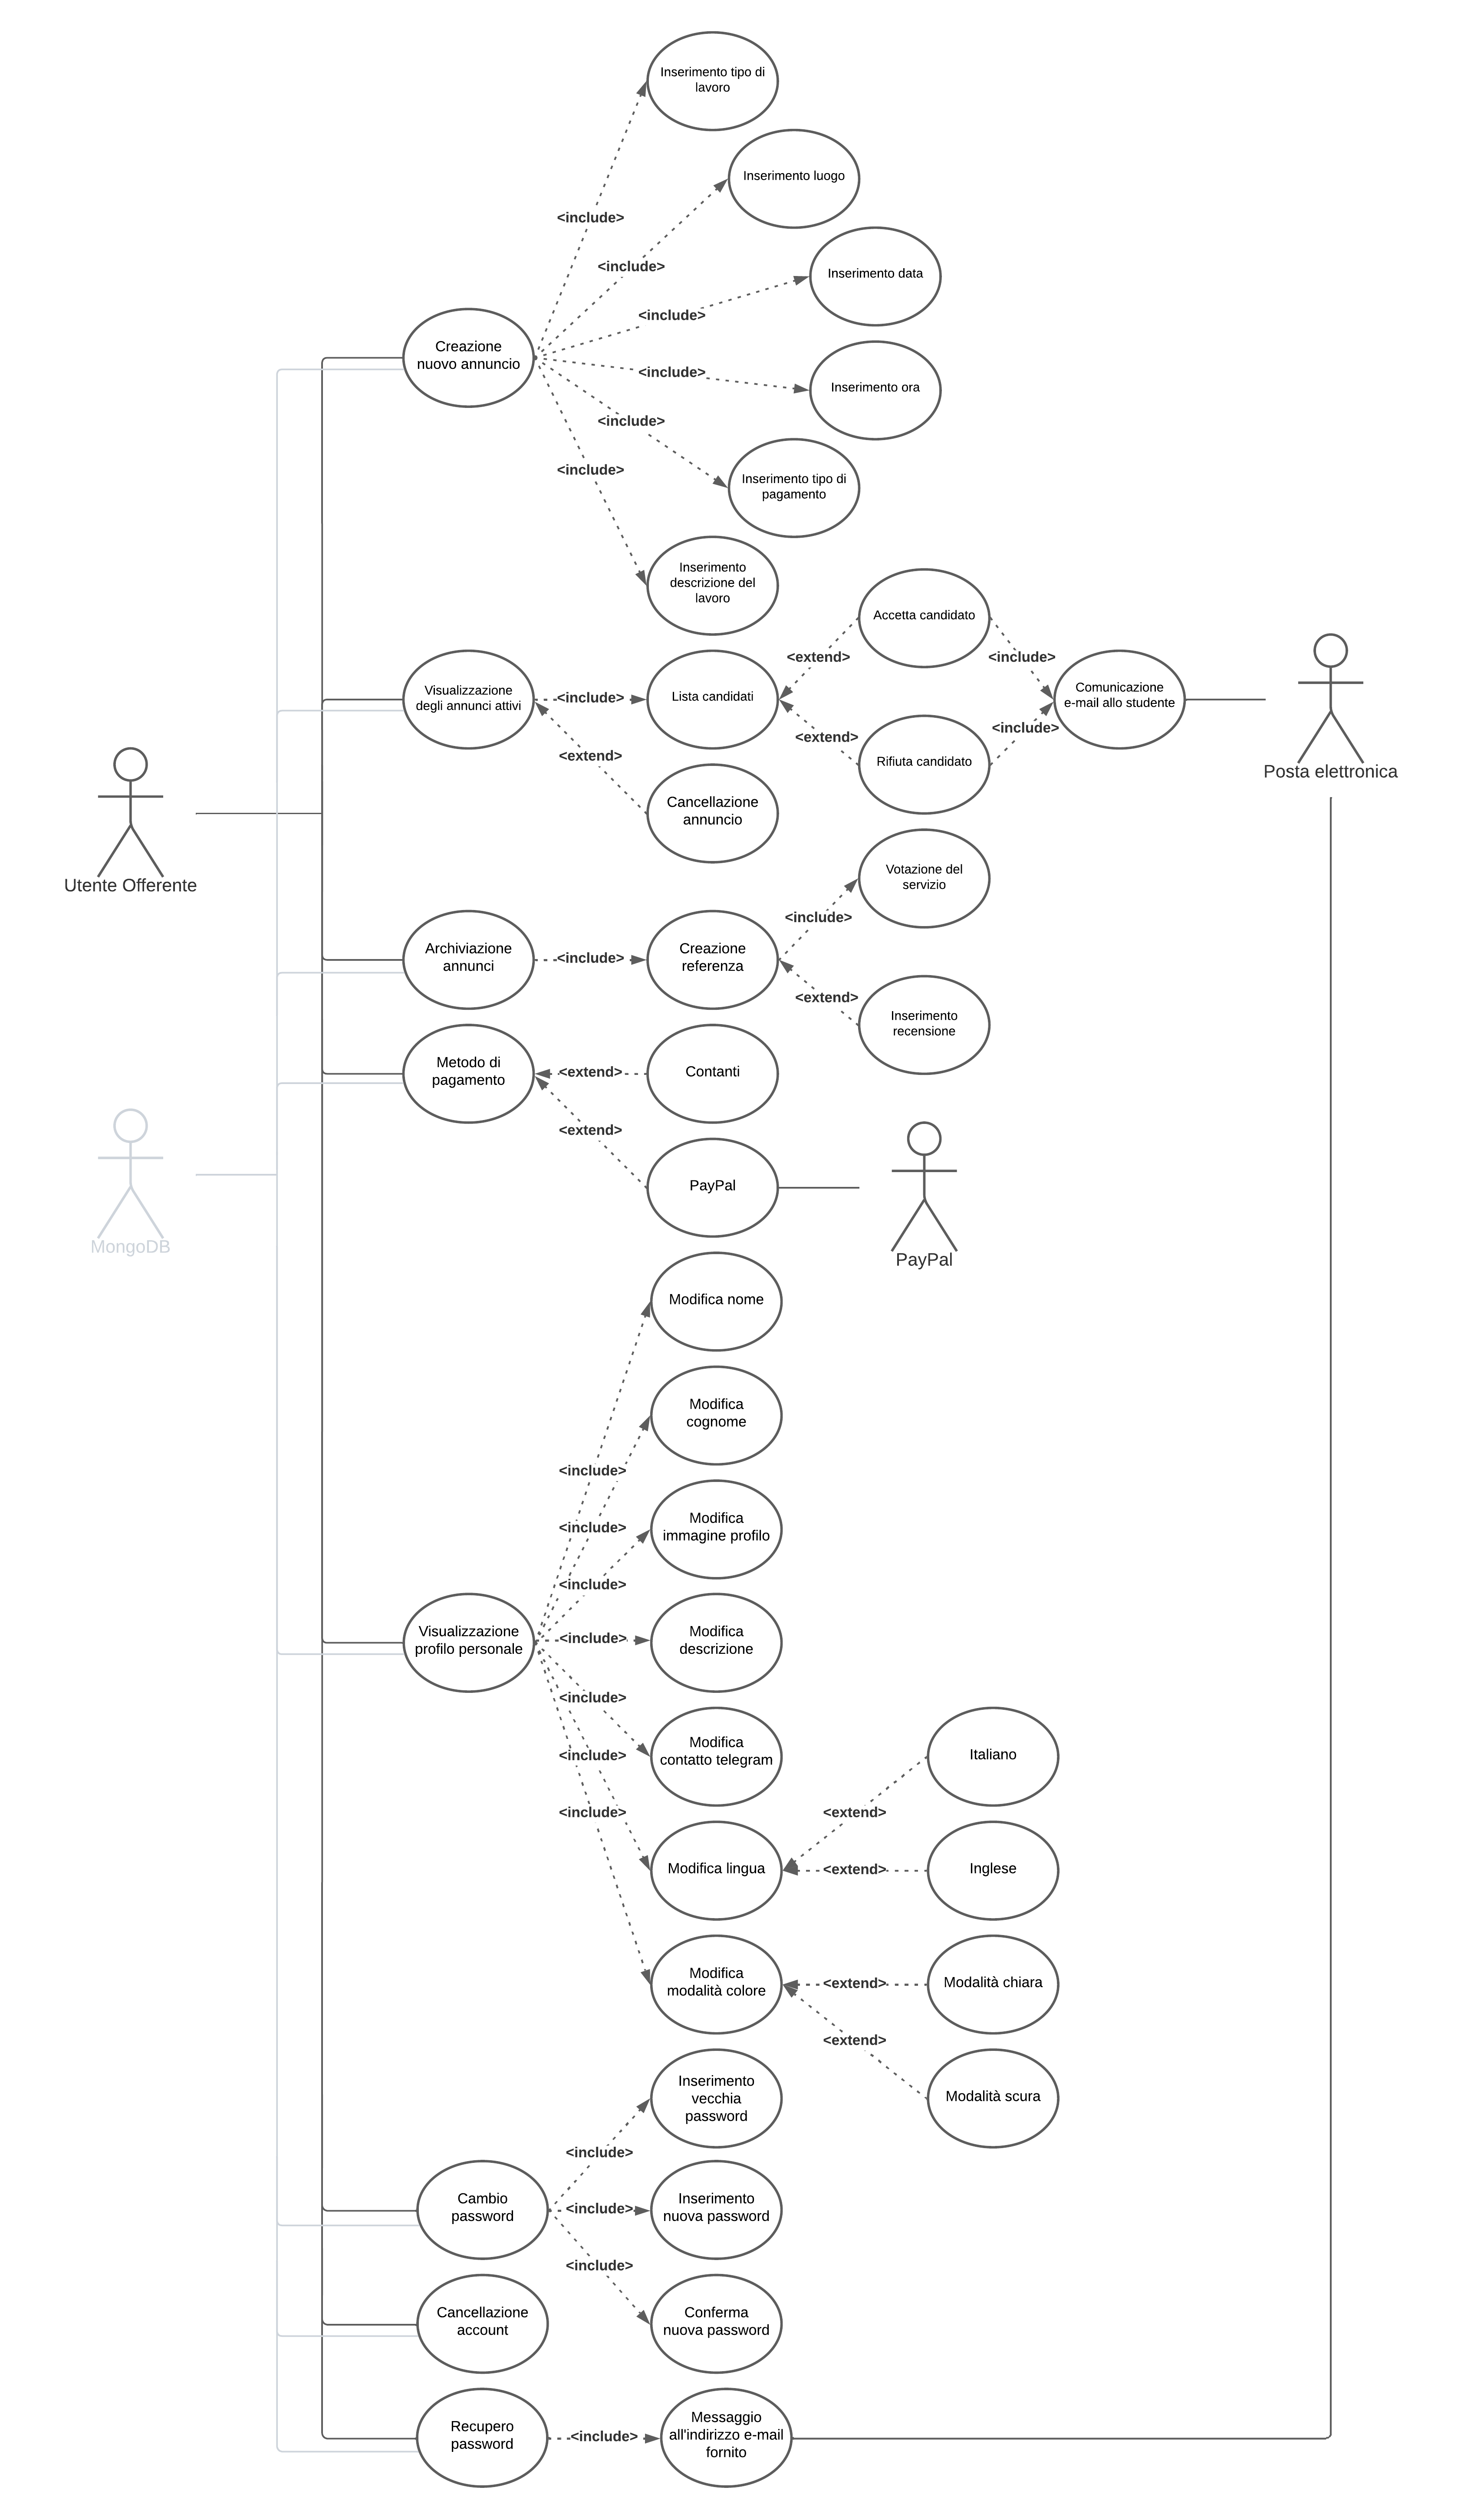 Inserimento tipo di
lavoro
Inserimento luogo
<include>
<include>
Inserimento data
<include>
Creazione
nuovo annuncio
<include>
Inserimento ora
<include>
<include>
Inserimento tipo di
pagamento
Inserimento
descrizione del
lavoro
Accetta candidato
<extend>
<include>
Visualizzazione
degli annunci attivi
<include>
Lista candidati
Comunicazione
e-mail allo studente
<extend>
<include>
<extend>
Rifiuta candidato
Posta elettronica
Cancellazione
annuncio
Utente Offerente
Votazione del
servizio
<include>
Archiviazione
annunci
<include>
Creazione
referenza
<extend>
Inserimento
recensione
Metodo di
pagamento
<extend>
Contanti
<extend>
PayPal
MongoDB
PayPal
Modifica nome
Modifica
cognome
<include>
<include>
Modifica
immagine profilo
<include>
Visualizzazione
profilo personale
<include>
Modifica
descrizione
<include>
Modifica
contatto telegram
<include>
Italiano
<include>
<extend>
Modifica lingua
<extend>
Inglese
Modifica
modalità colore
<extend>
Modalità chiara
<extend>
Inserimento
vecchia
password
Modalità scura
<include>
Cambio
password
<include>
Inserimento
nuova password
<include>
Cancellazione
account
Conferma
nuova password
Recupero
password
<include>
Messaggio
all'indirizzo e-mail
fornito